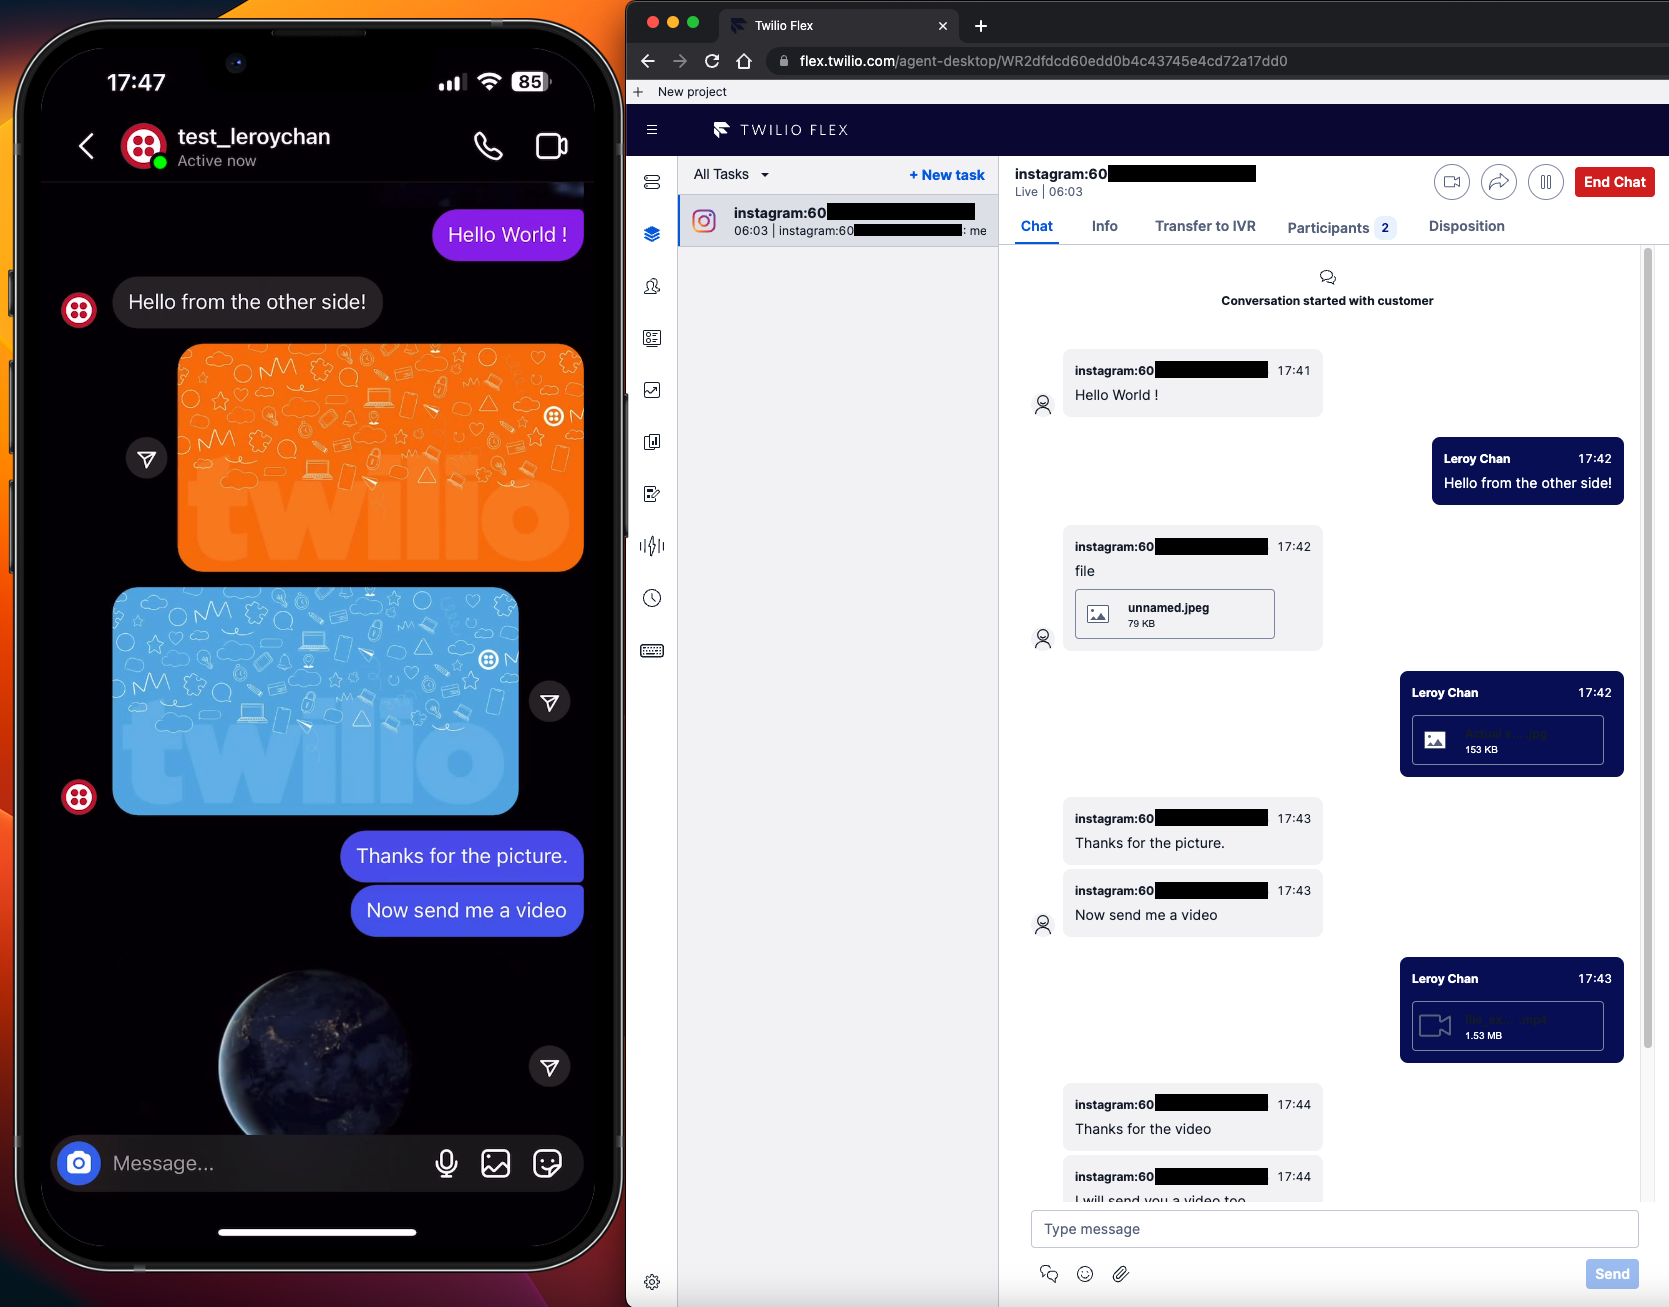 17:47
85
test_leroychan
Active now
Hello World !
Hello from the other side!
twilio
twilio
Thanks for the picture.
Now send me a video
Message...
Twilio Flex
flex.twilio.com/agent-desktop/WR2dfdcd60edd0b4c43745e4cd72a17dd0
New project
TWILIO FLEX
All Tasks
+ New task
instagram:60
06:03 | instagram:60 : me
instagram:60
Live | 06:03
End Chat
Chat
Info
Transfer to IVR
Participants 2
Disposition
Conversation started with customer
instagram:60 17:41
Hello World !
Leroy Chan 17:42
Hello from the other side!
instagram:60 17:42
file
unnamed.jpeg
79 KB
Leroy Chan 17:42
153 KB
instagram:60 17:43
Thanks for the picture.
instagram:60 17:43
Now send me a video
Leroy Chan 17:43
1.53 MB
instagram:60 17:44
Thanks for the video
instagram:60 17:44
I will send you a video too
Type message
Send